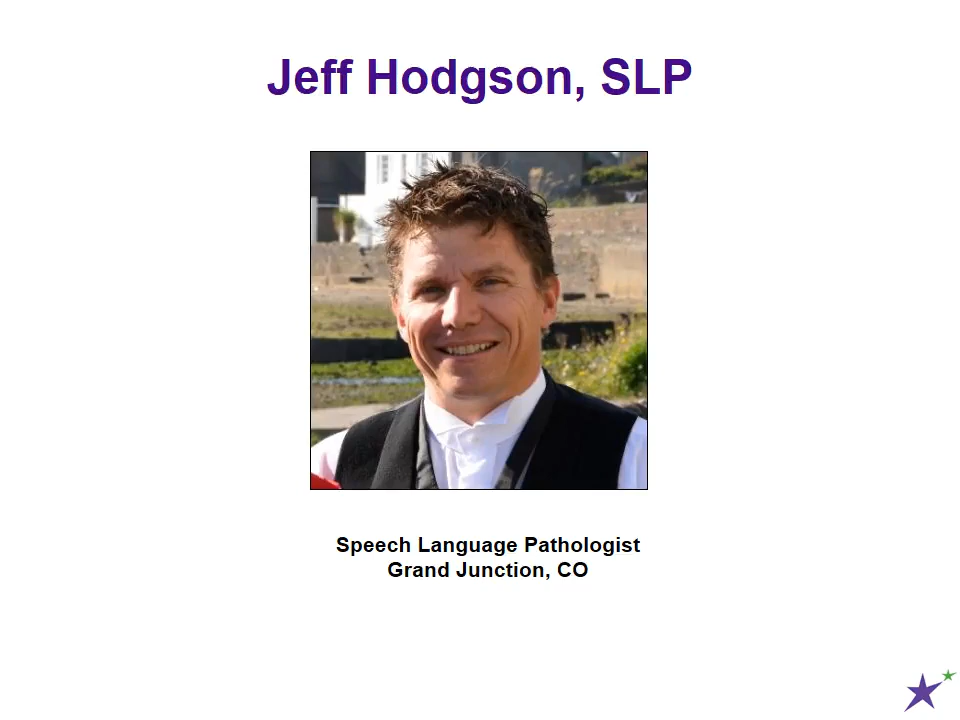 Jeff Hodgson, SLP
Speech Language Pathologist
Grand Junction, CO